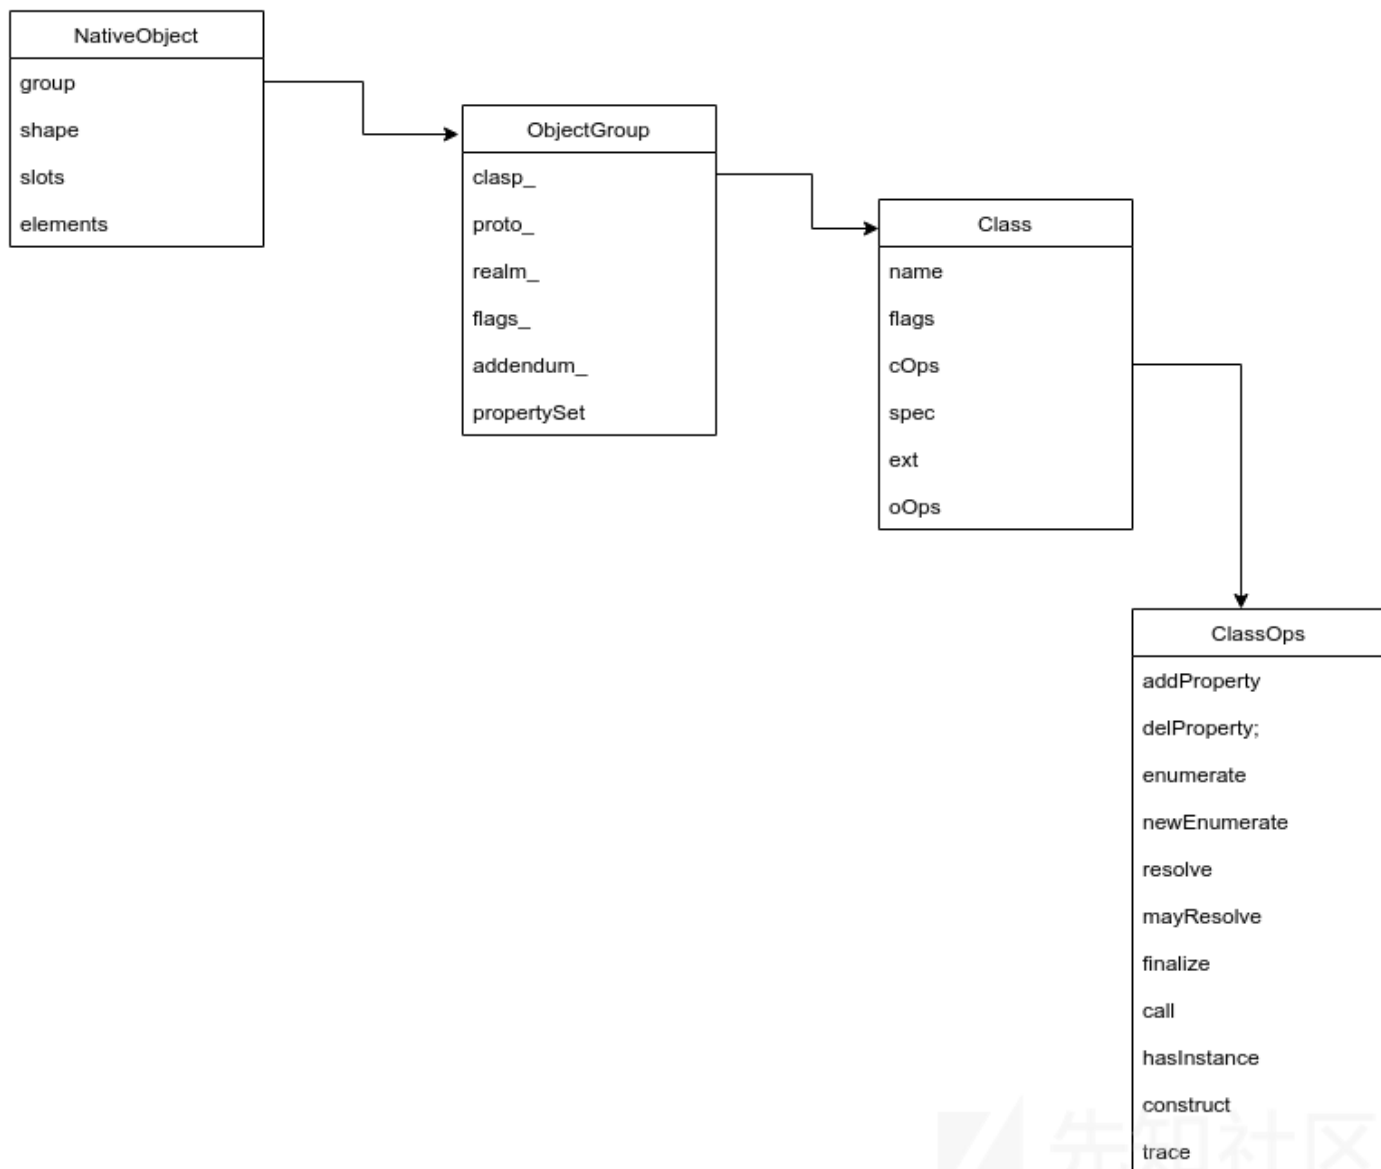 NativeObject
group
shape
slots
elements
ObjectGroup
clasp_
proto_
realm_
flags_
addendum_
propertySet
Class
name
flags
cOps
spec
ext
oOps
ClassOps
addProperty
delProperty;
enumerate
newEnumerate
resolve
mayResolve
finalize
call
hasInstance
construct
trace
先知社区